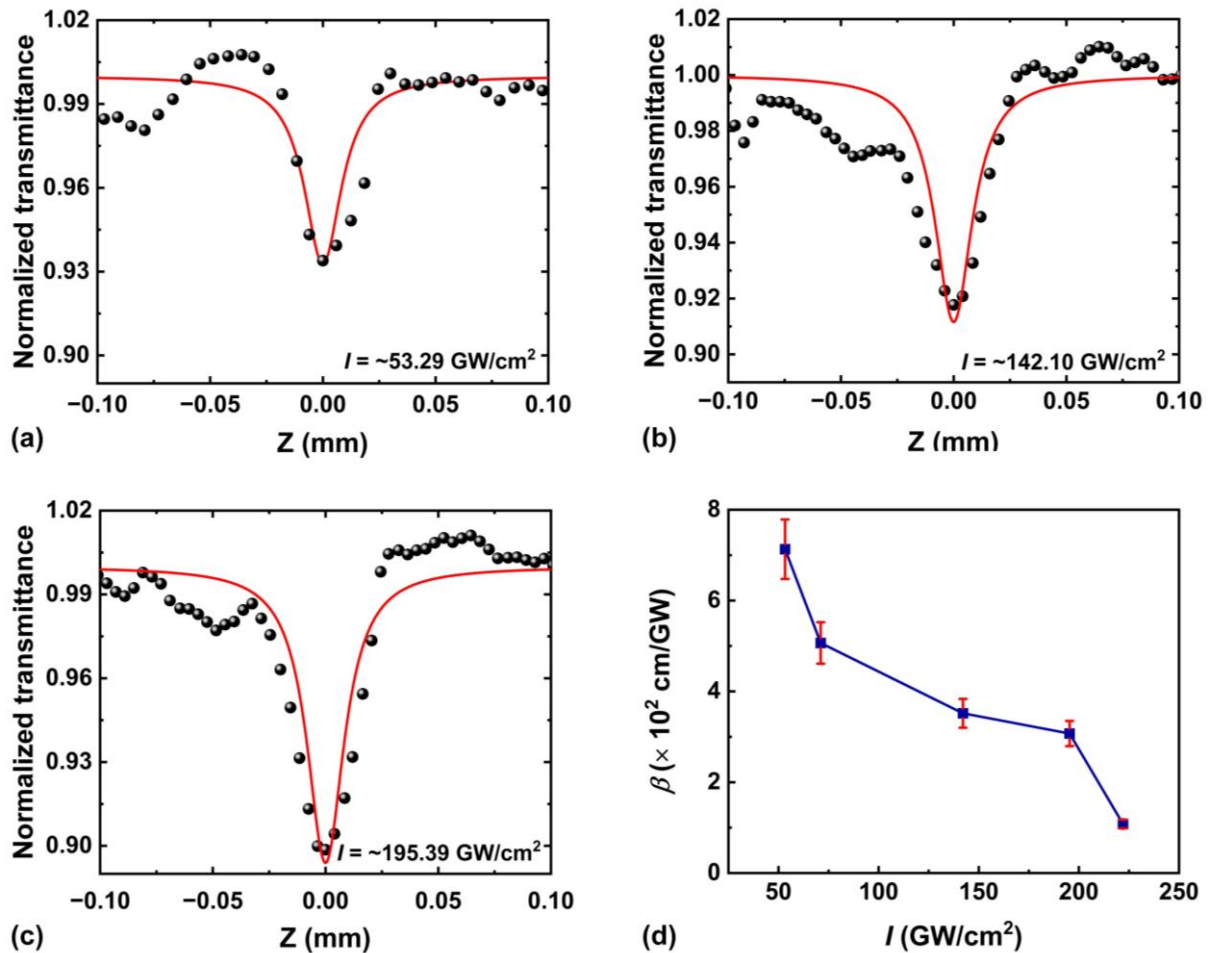 1.02
0.99
0.96
0.93
0.90
Normalized transmittance
I = ~53.29 GW/cm²
−0.10 −0.05 0.00 0.05 0.10
Z (mm)
(a)
1.02
1.00
0.98
0.96
0.94
0.92
0.90
Normalized transmittance
I = ~142.10 GW/cm²
−0.10 −0.05 0.00 0.05 0.10
Z (mm)
(b)
1.02
0.99
0.96
0.93
0.90
Normalized transmittance
I = ~195.39 GW/cm²
−0.10 −0.05 0.00 0.05 0.10
Z (mm)
(c)
8
6
4
2
0
β (× 10² cm/GW)
50 100 150 200 250
I (GW/cm²)
(d)